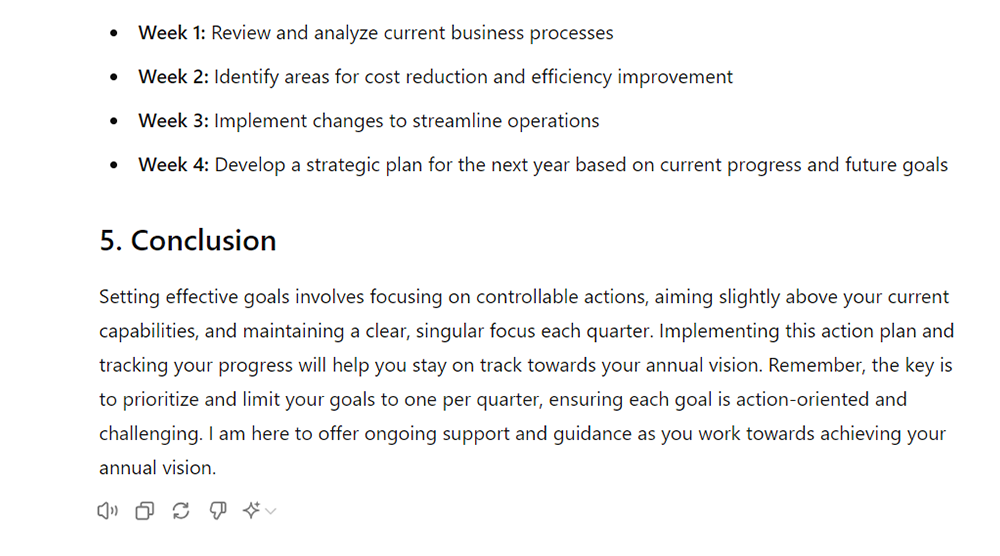 Week 1: Review and analyze current business processes
Week 2: Identify areas for cost reduction and efficiency improvement
Week 3: Implement changes to streamline operations
Week 4: Develop a strategic plan for the next year based on current progress and future goals
5. Conclusion
Setting effective goals involves focusing on controllable actions, aiming slightly above your current
capabilities, and maintaining a clear, singular focus each quarter. Implementing this action plan and
tracking your progress will help you stay on track towards your annual vision. Remember, the key is
to prioritize and limit your goals to one per quarter, ensuring each goal is action-oriented and
challenging. I am here to offer ongoing support and guidance as you work towards achieving your
annual vision.